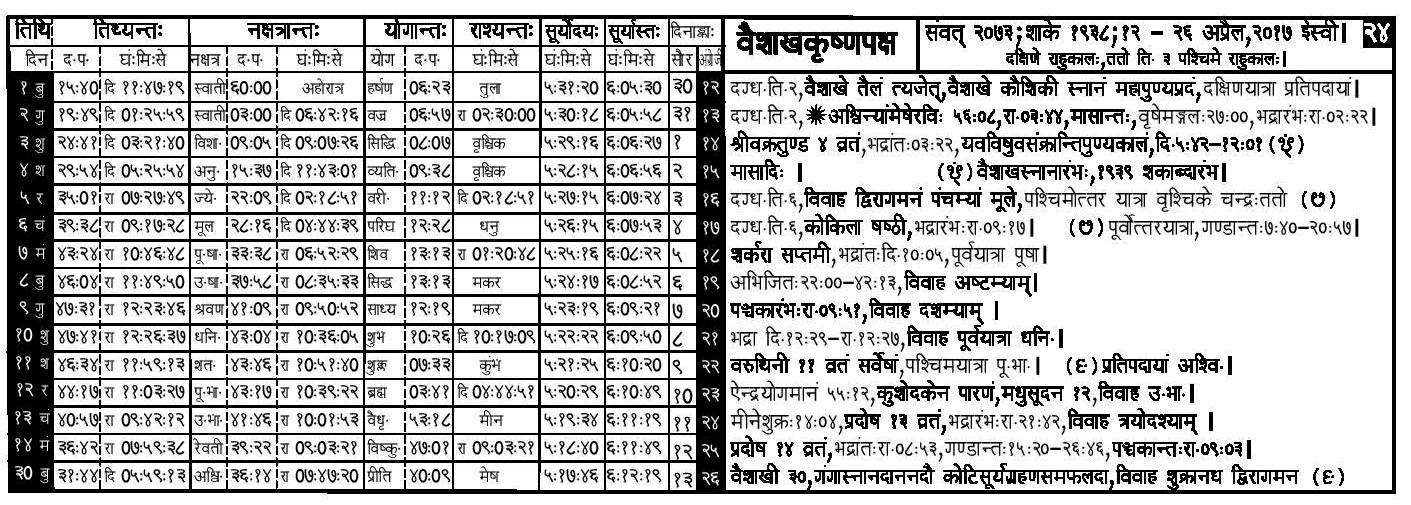 तिथि तिथ्यन्तः नक्षत्रान्तः योगान्तः राश्यन्तः सूर्योदयः सूर्यास्तः दिनाङ्काः वैशाखकृष्णपक्ष संवत् २०७३;शाके १९३८;१२ - २६ अप्रैल,२०१७ ईस्वी। २४
दिन द·प· घं:मि:से नक्षत्र द·प· घं:मि:से योग द·प· घं:मि:से घं:मि:से घं:मि:से सौर अंग्रेजी दक्षिणे राहुकालः,ततो ति· ३ पश्चिमे राहुकालः।
१ बु १५:४० दि ११:४७:१९ स्वाती ६०:०० अहोरात्र हर्षण ०६:२३ तुला ५:३१:२० ६:०५:३० ३० १२ दग्ध·ति·२,वैशाखे तैलं त्यजेत्,वैशाखे कौशिकी स्नानं महापुण्यप्रदं,दक्षिणयात्रा प्रतिपदायां।
२ गु १९:४९ दि ०१:२५:५९ स्वाती ०३:०० दि ०६:४२:१६ वज्र ०६:५७ रा ०२:३०:०० ५:३०:१८ ६:०५:५८ ३१ १३ दग्ध·ति·२,✷अश्विन्यांमेषेरविः ५६:०८,रा·०३:४४,मासान्तः,वृषेमङ्गलः२७:००,भद्रारंभःरा·०२:२२।
३ शु २४:४१ दि ०३:२१:४० विशा· ०९:०५ दि ०९:०७:२६ सिद्धि ०८:०७ वृश्चिक ५:२९:१६ ६:०६:२७ १ १४ श्रीवक्रतुण्ड ४ व्रतं,भद्रांतः०३:२२,यवविषुवसंक्रान्तिपुण्यकालं,दि·५:४२-१२:०१
४ श २९:५४ दि ०५:२५:५४ अनु· १५:३७ दि ११:४३:०१ व्यति· ०९:३८ वृश्चिक ५:२८:१५ ६:०६:५६ २ १५ मासादिः। वैशाखस्नानारंभः,१९३९ शकाब्दारंभ।
५ र ३५:०१ रा ०७:२७:४९ ज्ये· २२:०९ दि ०२:१८:५१ वरी· ११:१२ दि ०२:१८:५१ ५:२७:१५ ६:०७:२४ ३ १६ दग्ध·ति·६,विवाह द्विरागमनं पंचम्यां मूले,पश्चिमोत्तर यात्रा वृश्चिके चन्द्रःततो
६ चं ३९:३८ रा ०९:१७:२८ मूल २८:१६ दि ०४:४४:३९ परिघ १२:२८ धनु ५:२६:१५ ६:०७:५३ ४ १७ दग्ध·ति·६,कोकिला षष्ठी,भद्रारंभःरा·०९:१७। पूर्वोत्तरयात्रा,गण्डान्तः७:४०-२०:५७।
७ मं ४३:२४ रा १०:४६:४८ पू·षा· ३३:३८ रा ०६:५२:२९ शिव १३:१३ रा ०१:२०:४८ ५:२५:१६ ६:०८:२२ ५ १८ शर्करा सप्तमी,भद्रांतःदि·१०:०५,पूर्वयात्रा पूषा।
८ बु ४६:०४ रा ११:४९:५० उ·षा· ३७:५८ रा ०८:३५:३३ सिद्ध १३:१३ मकर ५:२४:१७ ६:०८:५२ ६ १९ अभिजितः२२:००-४२:१३,विवाह अष्टम्याम्।
९ गु ४७:३१ रा १२:२३:४६ श्रवण ४१:०९ रा ०९:५०:५२ साध्य १२:१९ मकर ५:२३:१९ ६:०९:२१ ७ २० पञ्चकारंभःरा·०९:५१,विवाह दशम्याम्।
१० शु ४७:४१ रा १२:२६:३७ धनि· ४३:०४ रा १०:३६:०५ शुभ १०:२६ दि १०:१७:०९ ५:२२:२२ ६:०९:५० ८ २१ भद्रा दि·१२:२९-रा·१२:२७,विवाह पूर्वयात्रा धनि·।
११ श ४६:३४ रा ११:५९:१३ शत· ४३:४६ रा १०:५१:४० शुक्ल ०७:३३ कुंभ ५:२१:२५ ६:१०:२० ९ २२ वरुथिनी ११ व्रतं सर्वेषां,पश्चिमयात्रा पू·भा·। (६) प्रतिपदायां अश्वि·।
१२ र ४४:१७ रा ११:०३:२७ पू·भा· ४३:१७ रा १०:३९:२२ ब्रह्म ०३:४१ दि ०४:४४:५१ ५:२०:२९ ६:१०:४९ १० २३ ऐन्द्रयोगमानं ५५:१२,कुशोदकेन पारणं,मधुसूदन १२,विवाह उ·भा·।
१३ चं ४०:५७ रा ०९:४२:१२ उ·भा· ४१:४६ रा १०:०१:५३ वैधृ· ५३:१८ मीन ५:१९:३४ ६:११:१९ ११ २४ मीनेशुक्रः१४:०४,प्रदोष १३ व्रतं,भद्रारंभःरा·२१:४२,विवाह त्रयोदश्याम्।
१४ मं ३६:४२ रा ०७:५९:३८ रेवती ३९:२२ रा ०९:०३:२१ विष्कु· ४७:०१ रा ०९:०३:२१ ५:१८:४० ६:११:४९ १२ २५ प्रदोष १४ व्रतं,भद्रांतःरा·०८:५३,गण्डान्तः१५:२०-२६:४६,पञ्चकान्तःरा·०९:०३।
३० बु ३१:४४ दि ०५:५९:१३ अश्वि· ३६:१४ रा ०७:४७:२० प्रीति ४०:०९ मेष ५:१७:४६ ६:१२:१९ १३ २६ वैशाखी ३०,गंगास्नानदाननदौ कोटिसूर्यग्रहणसमफलदा,विवाह शुक्रानध द्विरागमन (६)